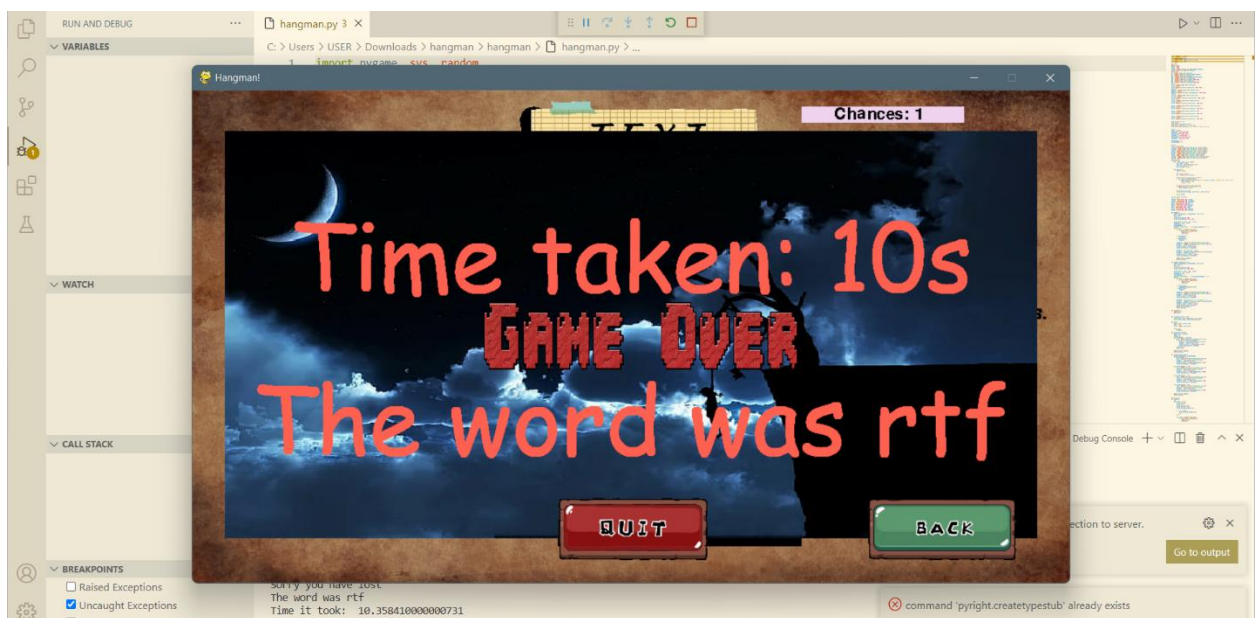 RUN AND DEBUG
hangman.py 3
VARIABLES
C: > Users > USER > Downloads > hangman > hangman > hangman.py > ...
1 import pygame, sys, random
Hangman!
Chances: 1
TEXT
Time taken: 10s
GAME OVER
The word was rtf
s.
QUIT
BACK
WATCH
CALL STACK
Debug Console
ection to server.
Go to output
BREAKPOINTS
Raised Exceptions
Uncaught Exceptions
Sorry you have lost
The word was rtf
Time it took: 10.358410000000731
command 'pyright.createtypestub' already exists